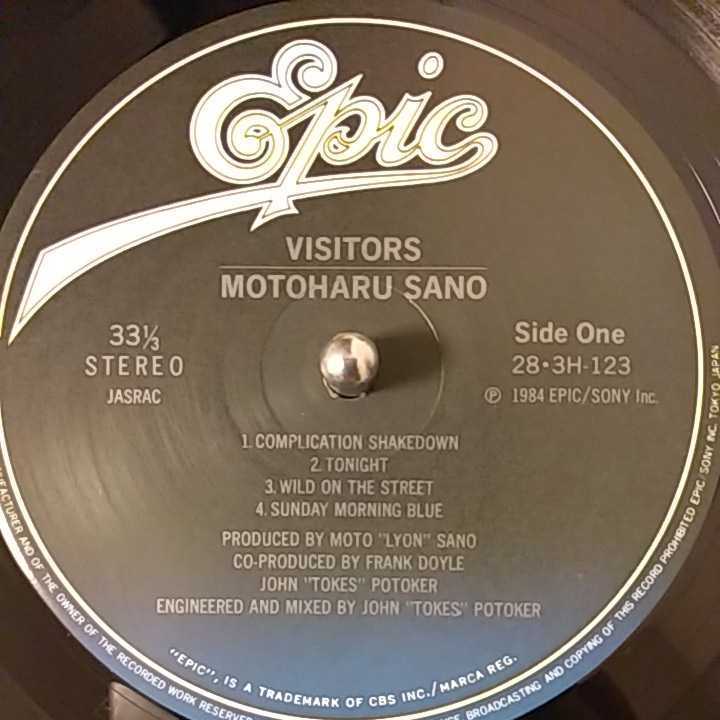 Epic
VISITORS
MOTOHARU SANO
33⅓
STEREO
JASRAC
Side One
28・3H-123
℗ 1984 EPIC/SONY Inc.
1. COMPLICATION SHAKEDOWN
2. TONIGHT
3. WILD ON THE STREET
4. SUNDAY MORNING BLUE
PRODUCED BY MOTO "LYON" SANO
CO-PRODUCED BY FRANK DOYLE
JOHN "TOKES" POTOKER
ENGINEERED AND MIXED BY JOHN "TOKES" POTOKER
"EPIC", IS A TRADEMARK OF CBS INC./MARCA REG.
AND OF THE OWNER OF THE RECORDED WORK RESERVED
BROADCASTING AND COPYING OF THIS RECORD PROHIBITED EPIC/SONY INC. TOKYO JAPAN